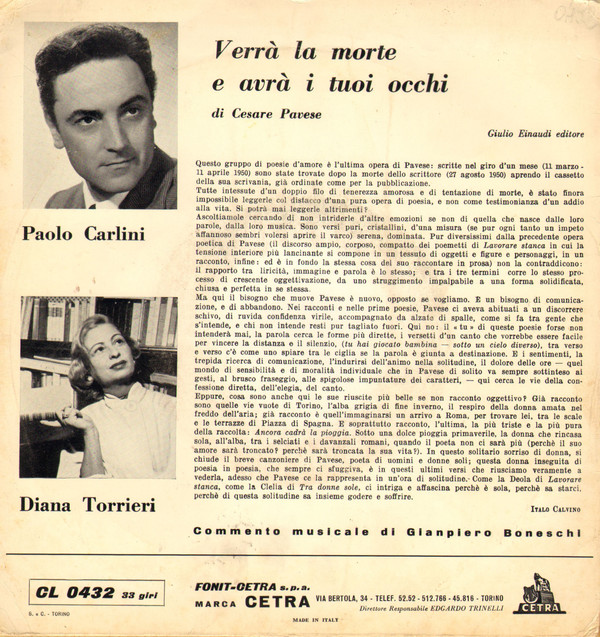 Verrà la morte
e avrà i tuoi occhi
di Cesare Pavese
Giulio Einaudi editore
Paolo Carlini
Diana Torrieri
Questo gruppo di poesie d'amore è l'ultima opera di Pavese: scritte nel giro d'un mese (11 marzo -
11 aprile 1950) sono state trovate dopo la morte dello scrittore (27 agosto 1950) aprendo il cassetto
della sua scrivania, già ordinate come per la pubblicazione.
Tutte intessute d'un doppio filo di tenerezza amorosa e di tentazione di morte, è stato finora
impossibile leggerle col distacco d'una pura opera di poesia, e non come testimonianza d'un addio
alla vita. Si potrà mai leggerle altrimenti?
Ascoltiamole cercando di non intriderle d'altre emozioni se non di quella che nasce dalle loro
parole, dalla loro musica. Sono versi puri, cristallini, d'una misura (se pur ogni tanto un impeto
affannoso sembri volersi aprire il varco) serena, dominata. Pur diversissimi dalla precedente opera
poetica di Pavese (il discorso ampio, corposo, compatto dei poemetti di Lavorare stanca in cui la
tensione interiore più lancinante si compone in un tessuto di oggetti e figure e personaggi, in un
racconto, infine: ed è in fondo la stessa cosa del suo raccontare in prosa) non la contraddicono:
il rapporto tra liricità, immagine e parola è lo stesso; e tra i tre termini corre lo stesso pro-
cesso di crescente oggettivazione, da uno struggimento impalpabile a una forma solidificata,
chiusa e perfetta in se stessa.
Ma qui il bisogno che muove Pavese è nuovo, opposto se vogliamo. E un bisogno di comunica-
zione, e di abbandono. Nei racconti e nelle prime poesie, Pavese ci aveva abituati a un discorrere
schivo, di ruvida confidenza virile, accompagnato da alzate di spalle, come si fa tra gente che
s'intende, e chi non intende resti pur tagliato fuori. Qui no: il « tu » di queste poesie forse non
intenderà mai, la parola cerca le forme più dirette, i versetti d'un canto che vorrebbe essere facile
per vincere la distanza e il silenzio, (tu hai giocato bambina — sotto un cielo diverso), tra verso
e verso c'è come uno spiare tra le ciglia se la parola è giunta a destinazione. E i sentimenti, la
trepida ricerca di comunicazione, l'indurirsi dell'animo nella solitudine, il dolore delle ore — quel
mondo di sensibilità e di moralità individuale che in Pavese di solito va sempre sottinteso ai
gesti, al brusco fraseggio, alle spigolose impuntature dei caratteri, — qui cerca le vie della con-
fessione diretta, dell'elegia, del canto.
Eppure, cosa sono anche qui le sue riuscite più belle se non racconto oggettivo? Già racconto
sono quelle vie vuote di Torino, l'alba grigia di fine inverno, il respiro della donna amata nel
freddo dell'aria; già racconto è quell'immaginarsi un arrivo a Roma, per trovare lei, tra le scale
e le terrazze di Piazza di Spagna. E soprattutto racconto, l'ultima, la più triste e la più pura
della raccolta: Ancora cadrà la pioggia. Sotto una dolce pioggia primaverile, la donna che rincasa
sola, all'alba, tra i selciati e i davanzali romani, quando il poeta non ci sarà più (perchè il suo
amore sarà troncato? perchè sarà troncata la sua vita?). In questo solitario sorriso di donna, si
chiude il breve canzoniere di Pavese, poeta di uomini e donne soli; questa donna inseguita di
poesia in poesia, che sempre ci sfuggiva, è in questi ultimi versi che riusciamo veramente a
vederla, adesso che Pavese ce la rappresenta in un'ora di solitudine. Come la Deola di Lavorare
stanca, come la Clelia di Tra donne sole, ci intriga e affascina perchè è sola, perchè sa starci,
perchè di questa solitudine sa insieme godere e soffrire.
Italo Calvino
Commento musicale di Gianpiero Boneschi
CL 0432 33 giri
FONIT-CETRA s.p.a.
MARCA CETRA
VIA BERTOLA, 34 - TELEF. 52.52 - 512.766 - 45.816 - TORINO
Direttore Responsabile EDGARDO TRINELLI
CETRA
G. & C. - TORINO
MADE IN ITALY